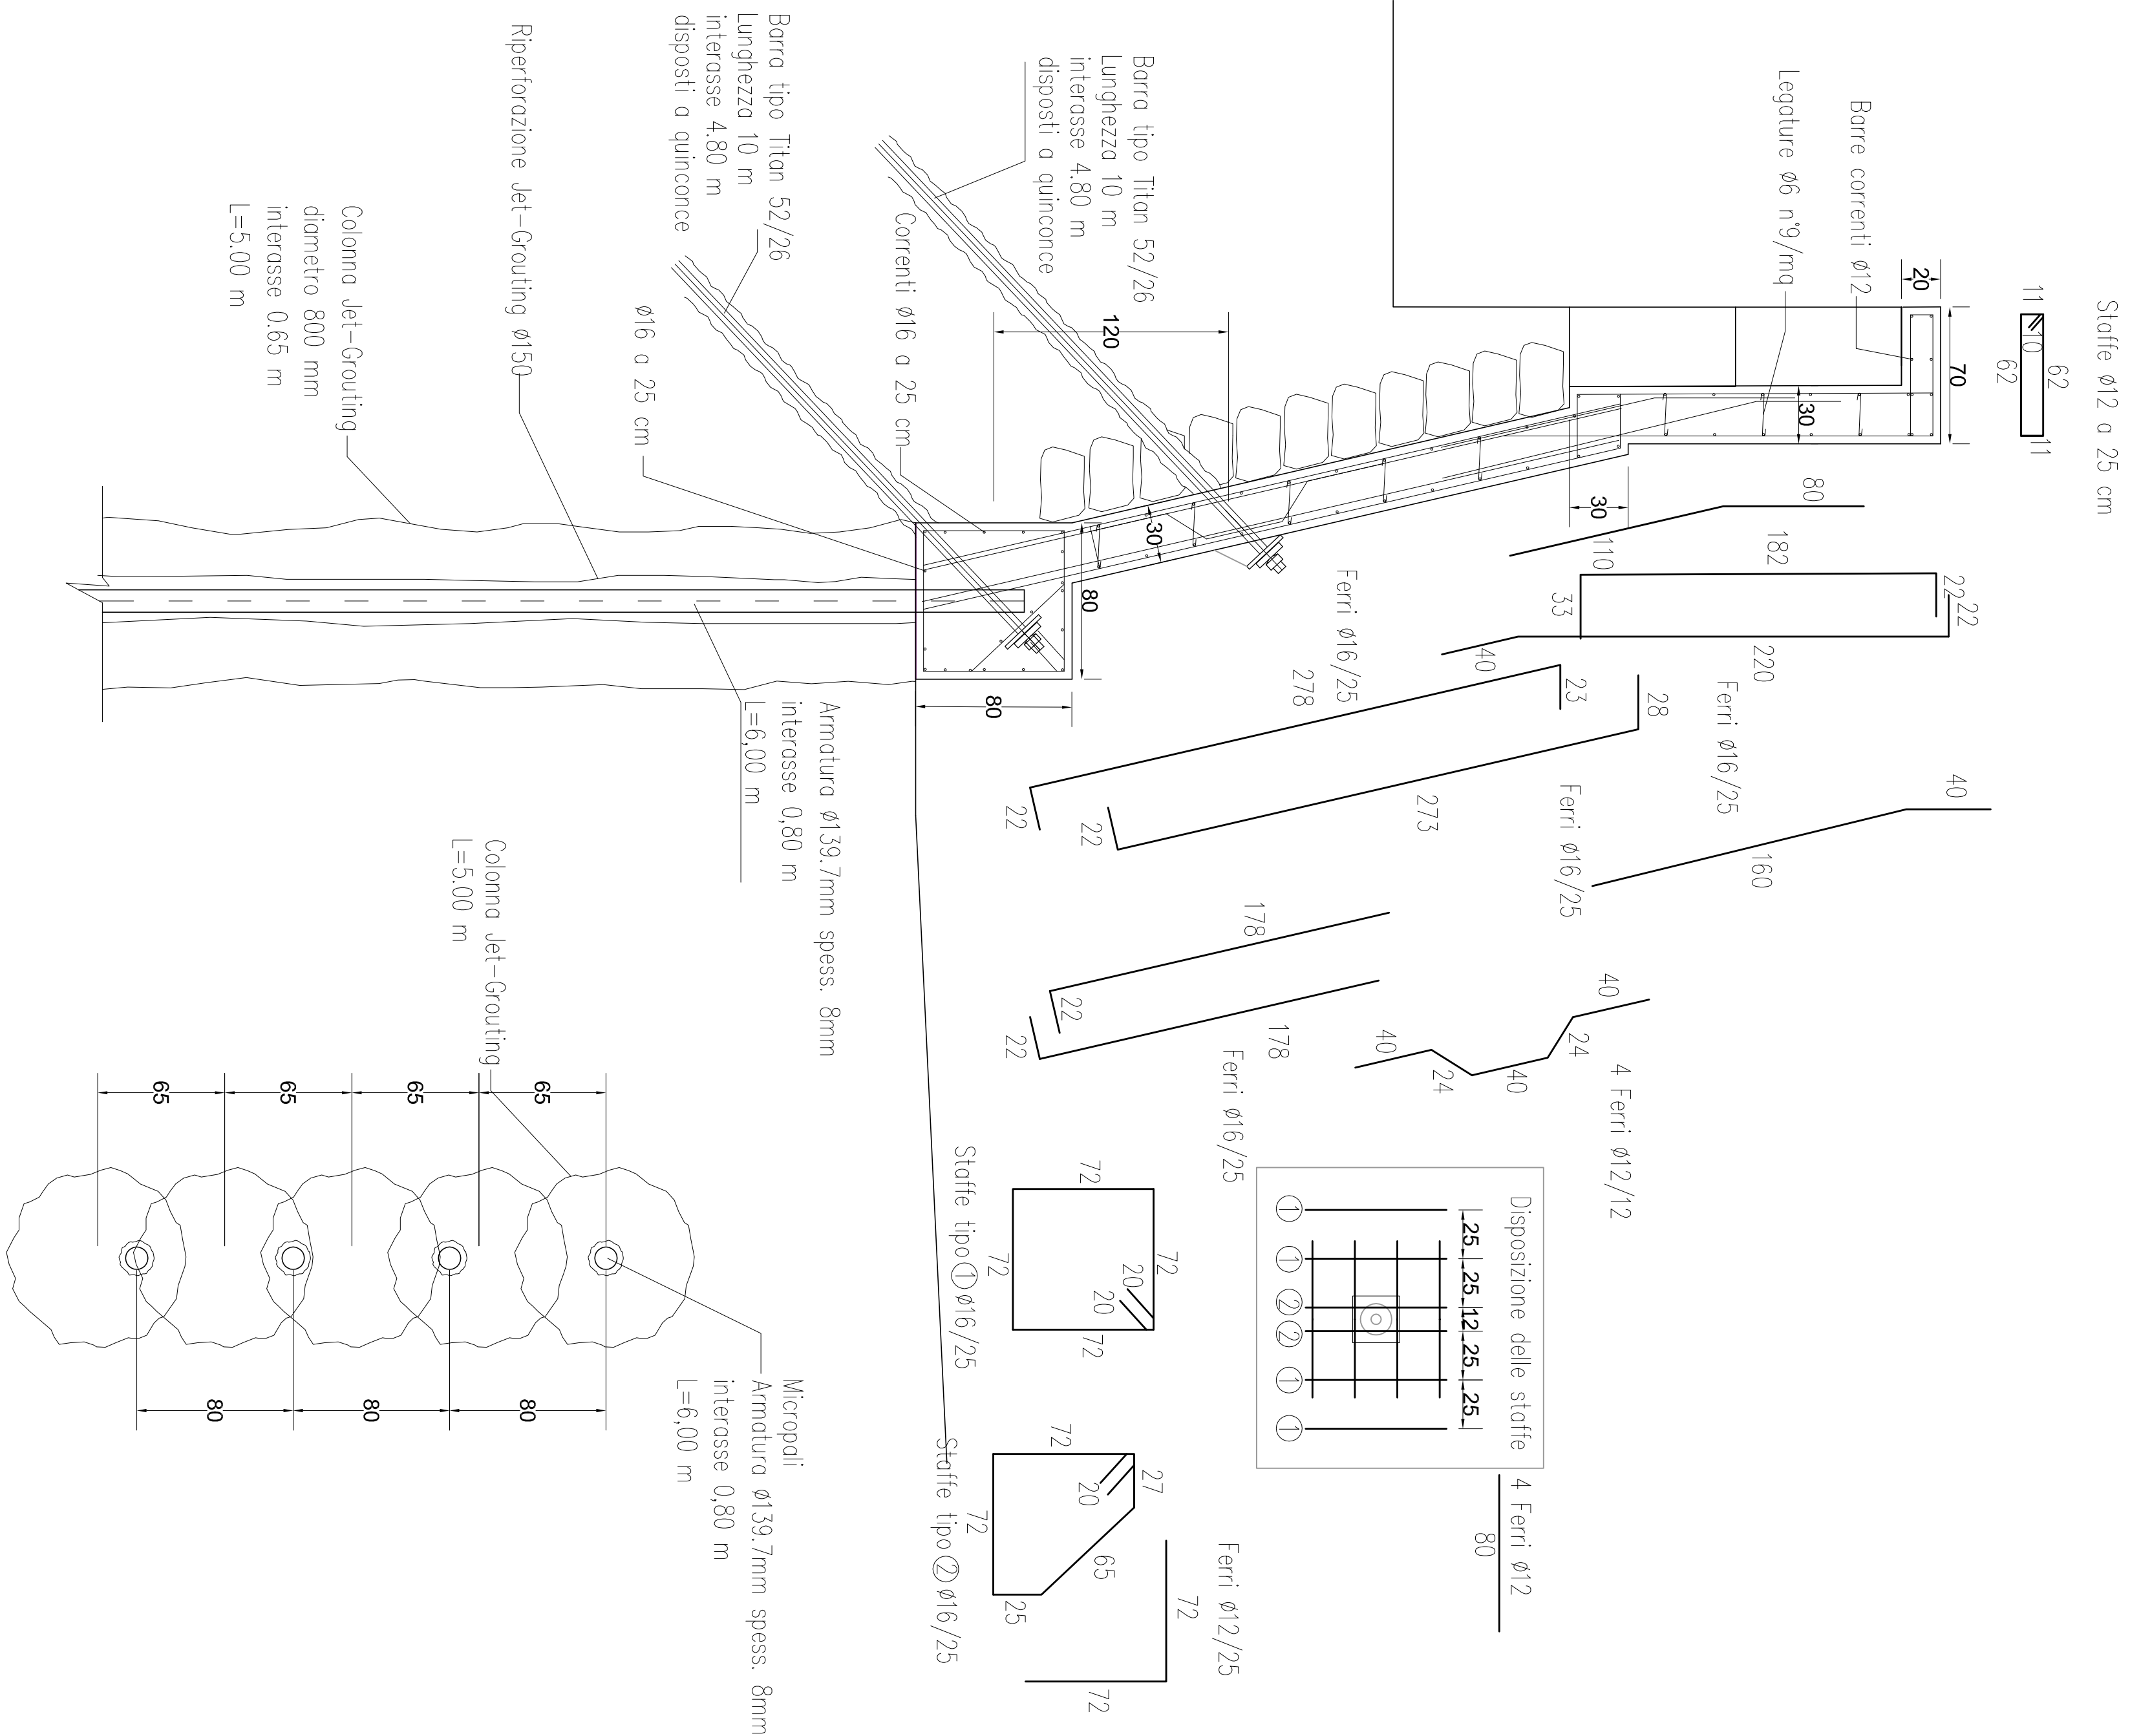 Staffe ø12 a 25 cm
62
11
10
11
62
Barre correnti ø12
Legature ø6 n°9/mq
20
70
30
30
Barra tipo Titan 52/26
Lunghezza 10 m
interasse 4.80 m
disposti a quinconce
120
Correnti ø16 a 25 cm
Barra tipo Titan 52/26
Lunghezza 10 m
interasse 4.80 m
disposti a quinconce
ø16 a 25 cm
Riperforazione Jet-Grouting ø150
Colonna Jet-Grouting
diametro 800 mm
interasse 0.65 m
L=5.00 m
30
80
80
Armatura ø139.7mm spess. 8mm
interasse 0,80 m
L=6,00 m
80
110
182
22
22
33
220
40
Ferri ø16/25
Ferri ø16/25
278
23
22
28
273
22
Ferri ø16/25
40
160
178
22
178
22
Ferri ø16/25
40
24
40
24
40
4 Ferri ø12/12
Disposizione delle staffe
25
25
12
25
25
1
1
2
2
1
1
4 Ferri ø12
80
72
72
72
72
20
20
Staffe tipo 1 ø16/25
72
27
20
65
72
25
Staffe tipo 2 ø16/25
Ferri ø12/25
72
72
Colonna Jet-Grouting
L=5.00 m
65
65
65
65
80
80
80
Micropali
Armatura ø139.7mm spess. 8mm
interasse 0,80 m
L=6,00 m